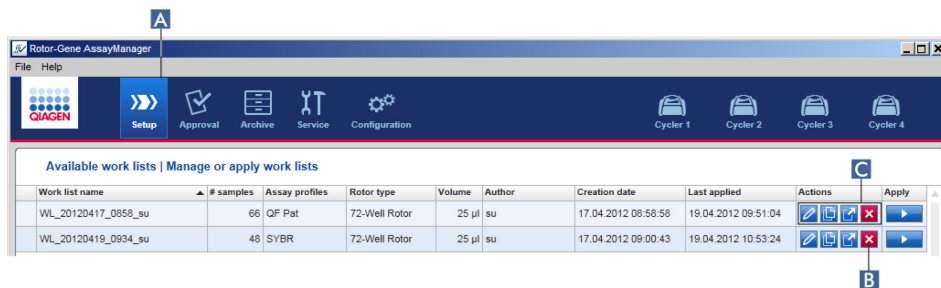 A
Rotor-Gene AssayManager
File Help
QIAGEN
Setup Approval Archive Service Configuration Cycler 1 Cycler 2 Cycler 3 Cycler 4
Available work lists | Manage or apply work lists
C
Work list name # samples Assay profiles Rotor type Volume Author Creation date Last applied Actions Apply
WL_20120417_0858_su 66 QF Pat 72-Well Rotor 25 µl su 17.04.2012 08:58:58 19.04.2012 09:51:04
WL_20120419_0934_su 48 SYBR 72-Well Rotor 25 µl su 17.04.2012 09:00:43 19.04.2012 10:53:24
B